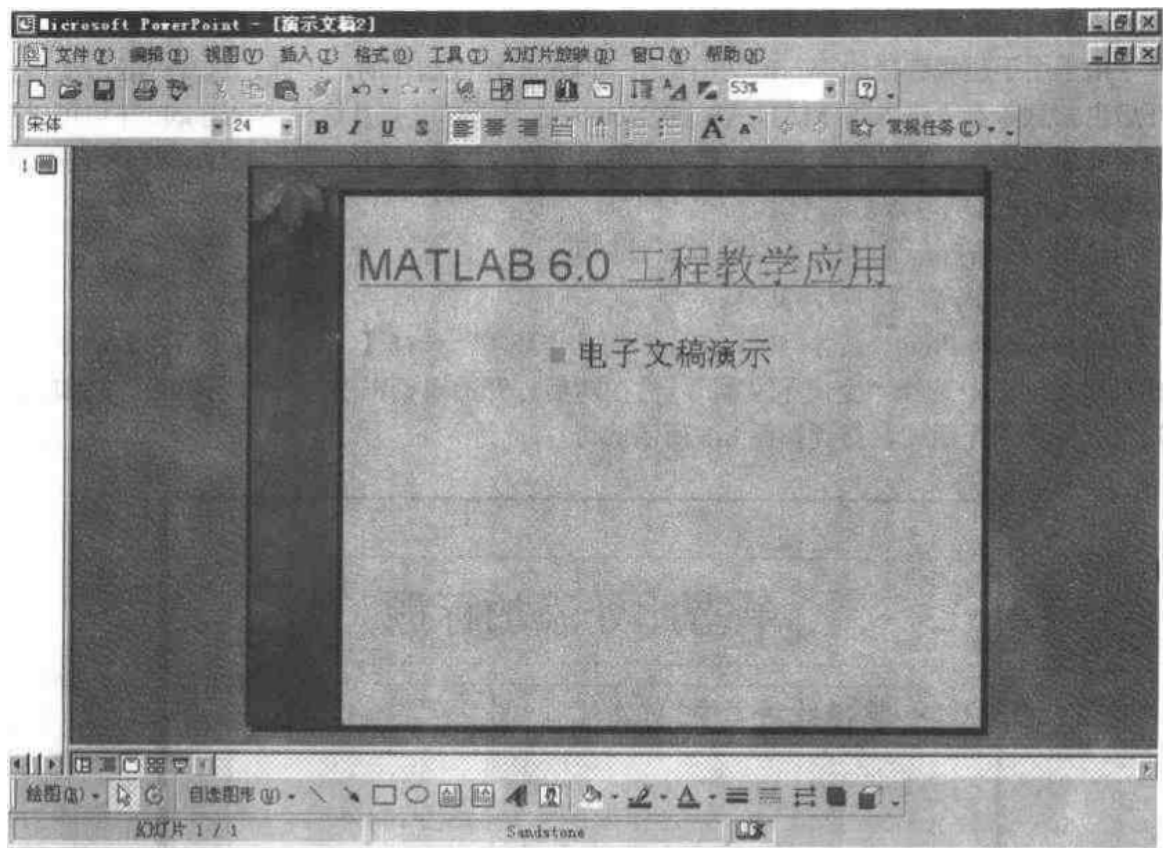 Microsoft PowerPoint - [演示文稿2]
文件(F) 编辑(E) 视图(V) 插入(I) 格式(O) 工具(T) 幻灯片放映(D) 窗口(W) 帮助(H)
53%
宋体 24 B I U S A A 常规任务(C)
1
MATLAB 6.0 工程教学应用
■ 电子文稿演示
绘图(R) 自选图形(U) A
幻灯片 1 / 1 Sandstone